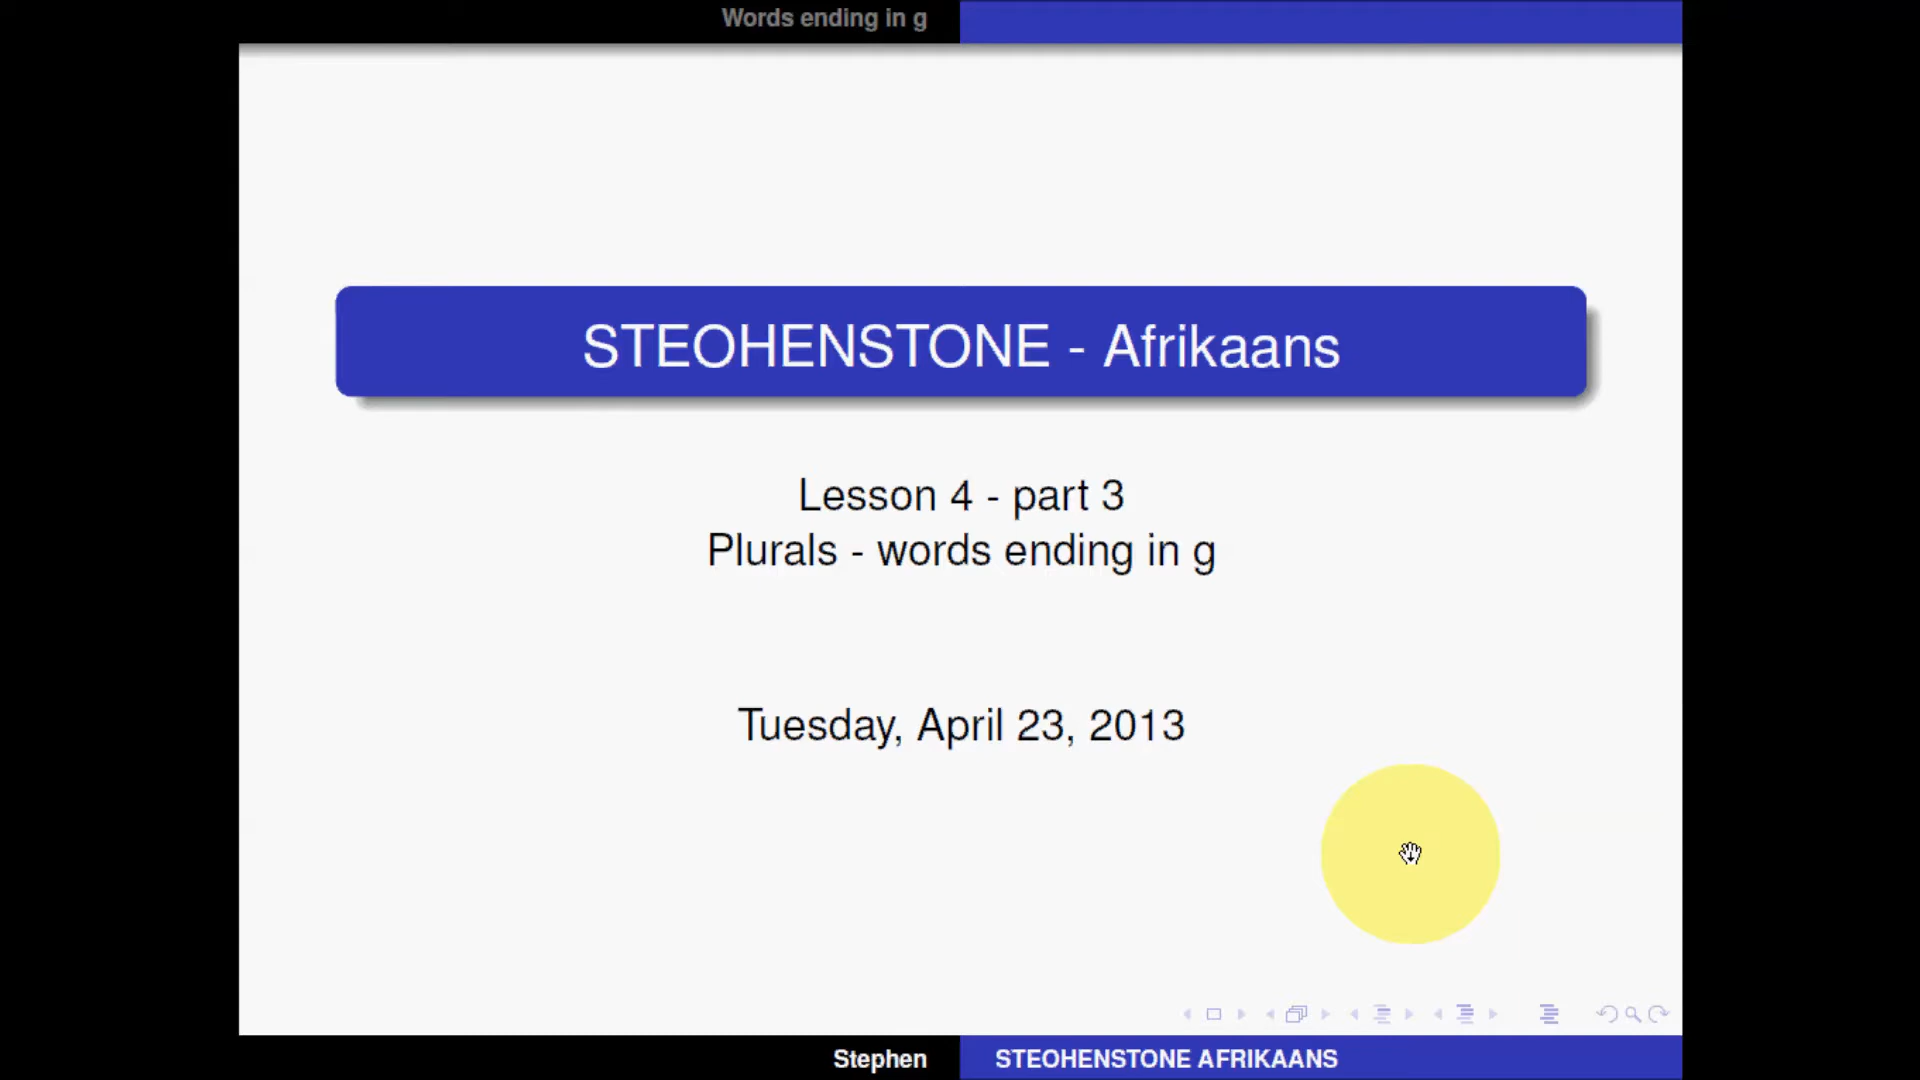 Words ending in g
STEOHENSTONE - Afrikaans
Lesson 4 - part 3
Plurals - words ending in g
Tuesday, April 23, 2013
Stephen
STEOHENSTONE AFRIKAANS